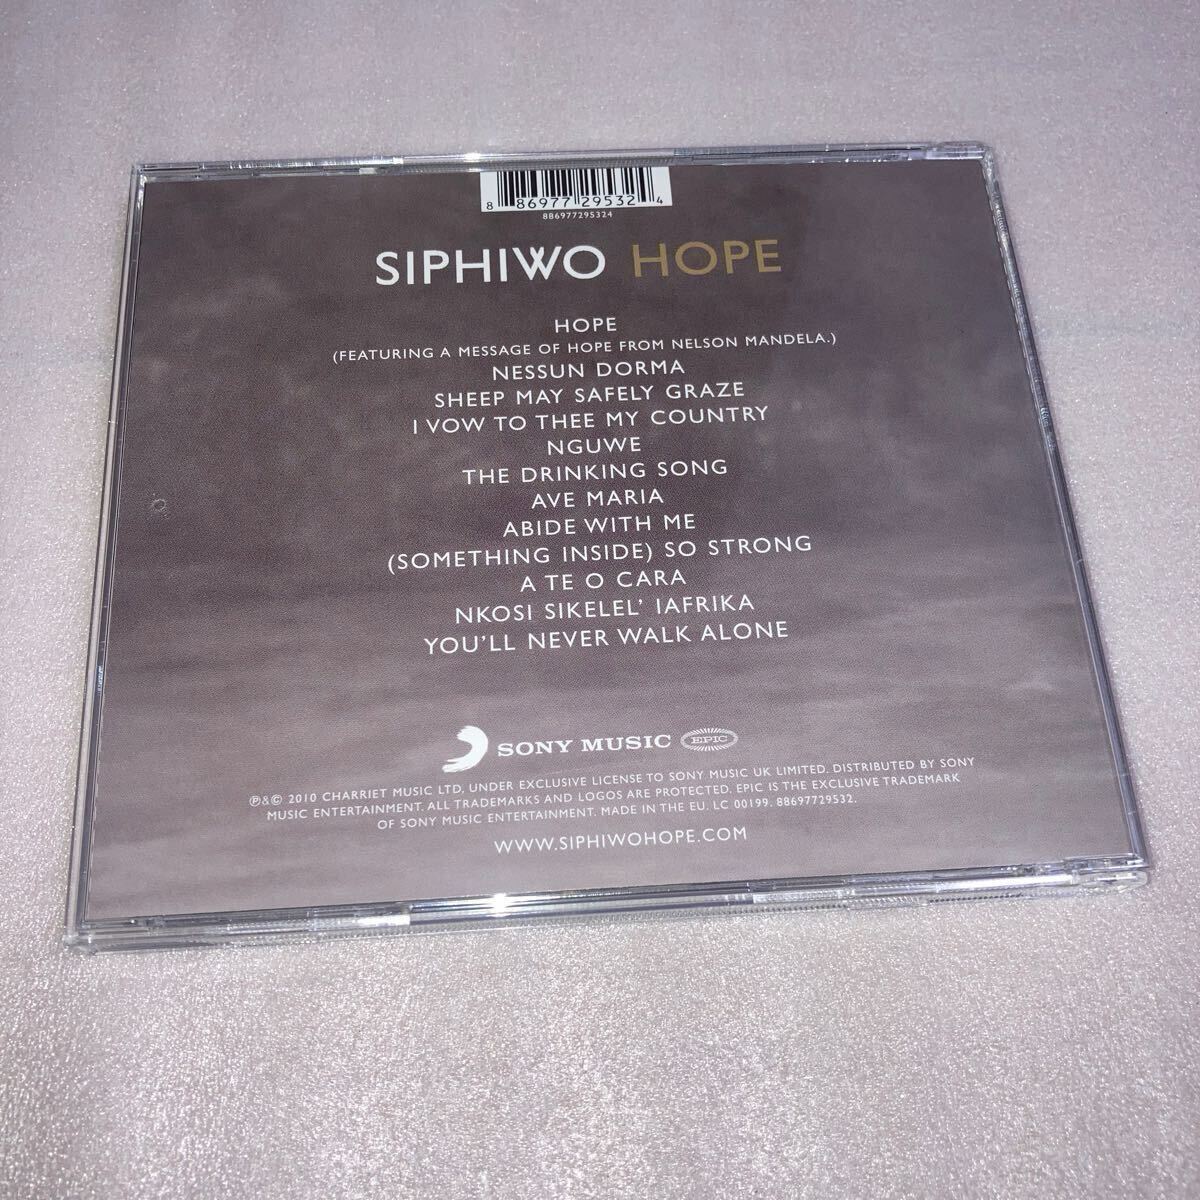 8 86977 29532 4
886977295324
SIPHIWO HOPE
HOPE
(FEATURING A MESSAGE OF HOPE FROM NELSON MANDELA.)
NESSUN DORMA
SHEEP MAY SAFELY GRAZE
I VOW TO THEE MY COUNTRY
NGUWE
THE DRINKING SONG
AVE MARIA
ABIDE WITH ME
(SOMETHING INSIDE) SO STRONG
A TE O CARA
NKOSI SIKELEL' IAFRIKA
YOU'LL NEVER WALK ALONE
SONY MUSIC EPIC
℗&© 2010 CHARRIET MUSIC LTD, UNDER EXCLUSIVE LICENSE TO SONY MUSIC UK LIMITED. DISTRIBUTED BY SONY
MUSIC ENTERTAINMENT. ALL TRADEMARKS AND LOGOS ARE PROTECTED. EPIC IS THE EXCLUSIVE TRADEMARK
OF SONY MUSIC ENTERTAINMENT. MADE IN THE EU. LC 00199. 88697729532.
WWW.SIPHIWOHOPE.COM